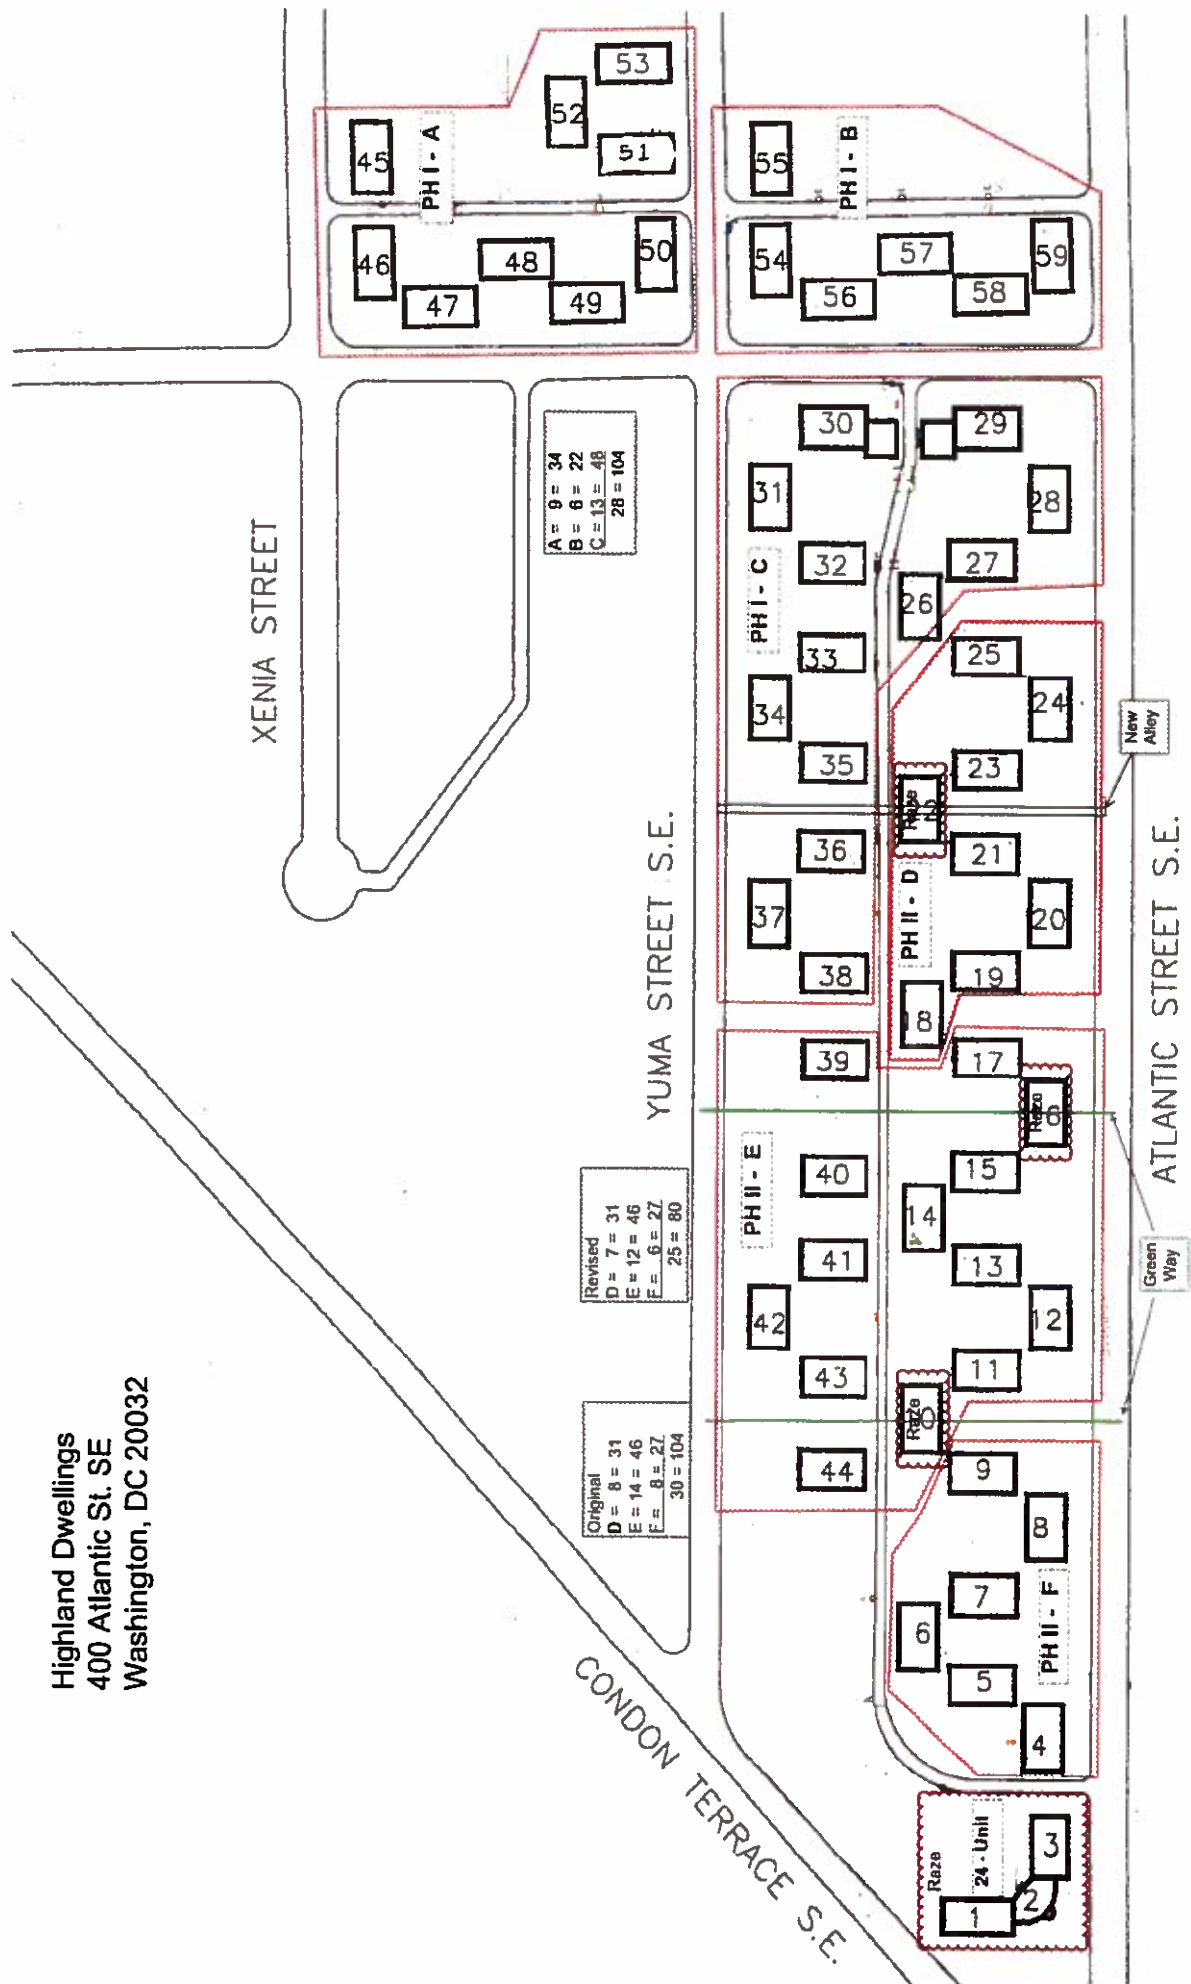 Highland Dwellings
400 Atlantic St. SE
Washington, DC 20032
XENIA STREET
YUMA STREET S.E.
ATLANTIC STREET S.E.
CONDON TERRACE S.E.
Original
D = 8 = 31
E = 14 = 46
F = 8 = 27
30 = 104
Revised
D = 7 = 31
E = 12 = 46
F = 6 = 27
25 = 80
A = 9 = 34
B = 6 = 22
C = 13 = 48
28 = 104
PH I - A
45
46
47
48
49
50
51
52
53
PH I - B
54
55
56
57
58
59
PH I - C
26
27
28
29
30
31
32
33
34
35
36
37
38
PH II - D
18
19
20
21
Raze
22
23
24
25
New
Alley
PH II - E
39
40
41
42
43
44
Raze
10
11
12
13
14
15
Raze
16
17
Green
Way
PH II - F
4
5
6
7
8
9
Raze
24 - Unit
1
2
3